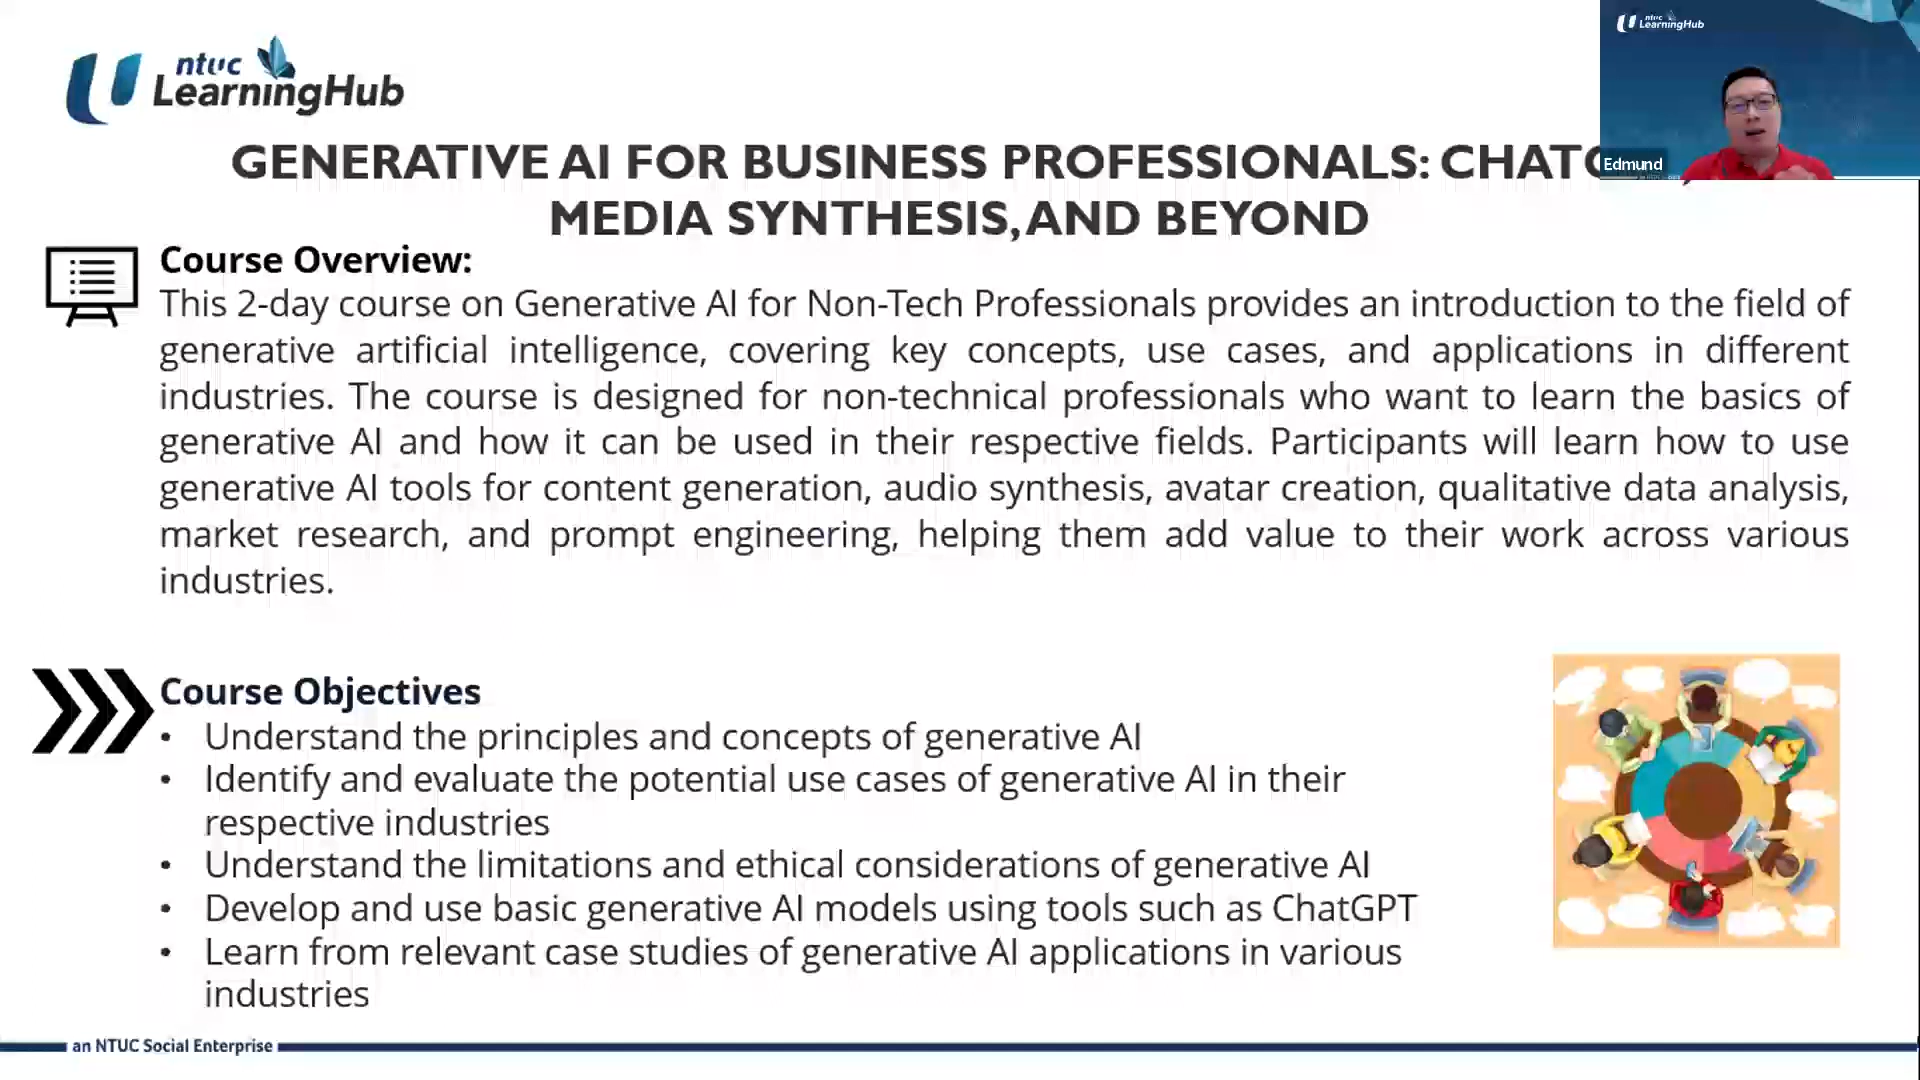 ntuc
LearningHub
ntuc
LearningHub
GENERATIVE AI FOR BUSINESS PROFESSIONALS:
Edmund
MEDIA SYNTHESIS, AND BEYOND
Course Overview:
This 2-day course on Generative AI for Non-Tech Professionals provides an introduction to the field of
generative artificial intelligence, covering key concepts, use cases, and applications in different
industries. The course is designed for non-technical professionals who want to learn the basics of
generative AI and how it can be used in their respective fields. Participants will learn how to use
generative AI tools for content generation, audio synthesis, avatar creation, qualitative data analysis,
market research, and prompt engineering, helping them add value to their work across various
industries.
Course Objectives
• Understand the principles and concepts of generative AI
• Identify and evaluate the potential use cases of generative AI in their
respective industries
• Understand the limitations and ethical considerations of generative AI
• Develop and use basic generative AI models using tools such as ChatGPT
• Learn from relevant case studies of generative AI applications in various
industries
an NTUC Social Enterprise